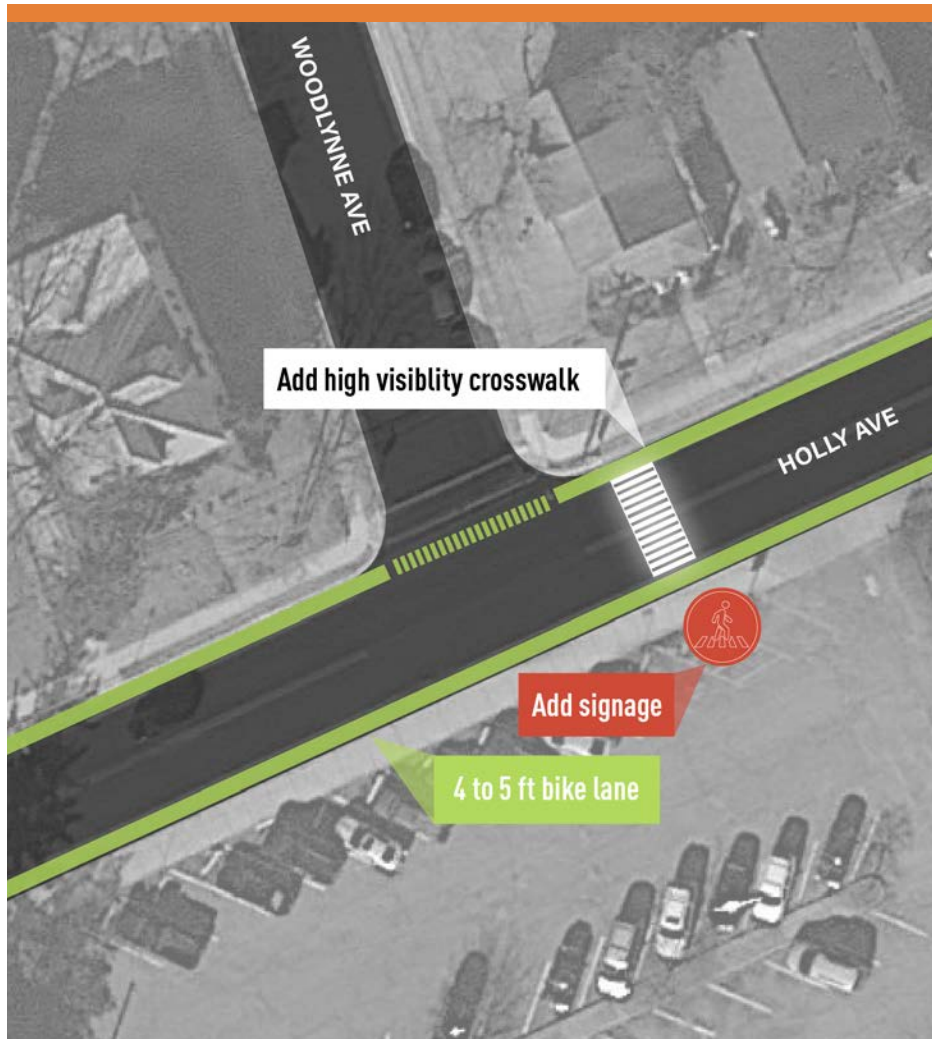 WOODLYNNE AVE
Add high visiblity crosswalk
HOLLY AVE
Add signage
4 to 5 ft bike lane